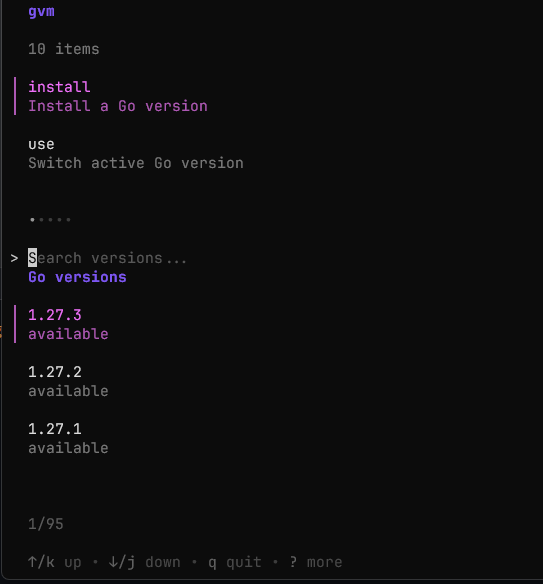 gvm
10 items
install
Install a Go version
use
Switch active Go version
•••••
> Search versions...
Go versions
1.27.3
available
1.27.2
available
1.27.1
available
1/95
↑/k up • ↓/j down • q quit • ? more